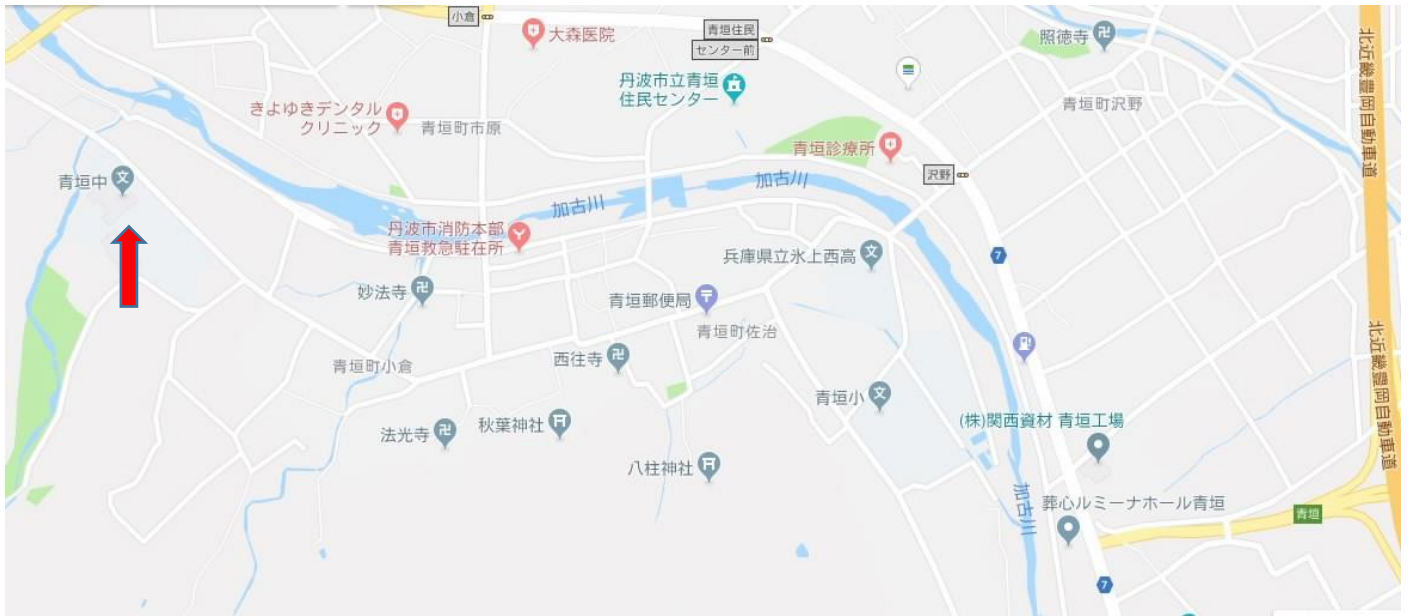 小倉
大森医院
青垣住民
センター前
照徳寺
丹波市立青垣
住民センター
青垣町沢野
北近畿豊岡自動車道
きよゆきデンタル
クリニック
青垣町市原
青垣診療所
沢野
青垣中
加古川
加古川
丹波市消防本部
青垣救急駐在所
兵庫県立氷上西高
7
妙法寺
青垣郵便局
青垣町佐治
北近畿豊岡自動車道
青垣町小倉
西往寺
青垣小
法光寺
秋葉神社
(株)関西資材 青垣工場
八柱神社
加古川
葬心ルミーナホール青垣
青垣
7